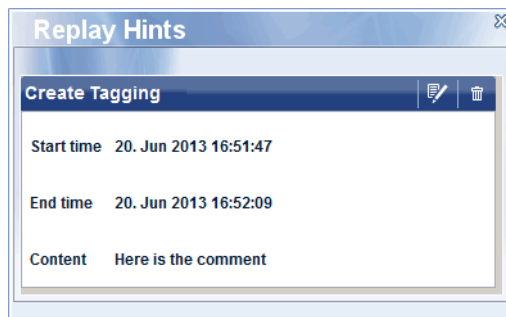 Replay Hints
Create Tagging
Start time 20. Jun 2013 16:51:47
End time 20. Jun 2013 16:52:09
Content Here is the comment